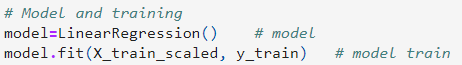 # Model and training
model=LinearRegression()    # model
model.fit(X_train_scaled, y_train)   # model train